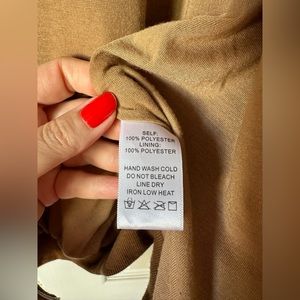 SELF:
100% POLYESTER
LINING:
100% POLYESTER
HAND WASH COLD
DO NOT BLEACH
LINE DRY
IRON LOW HEAT